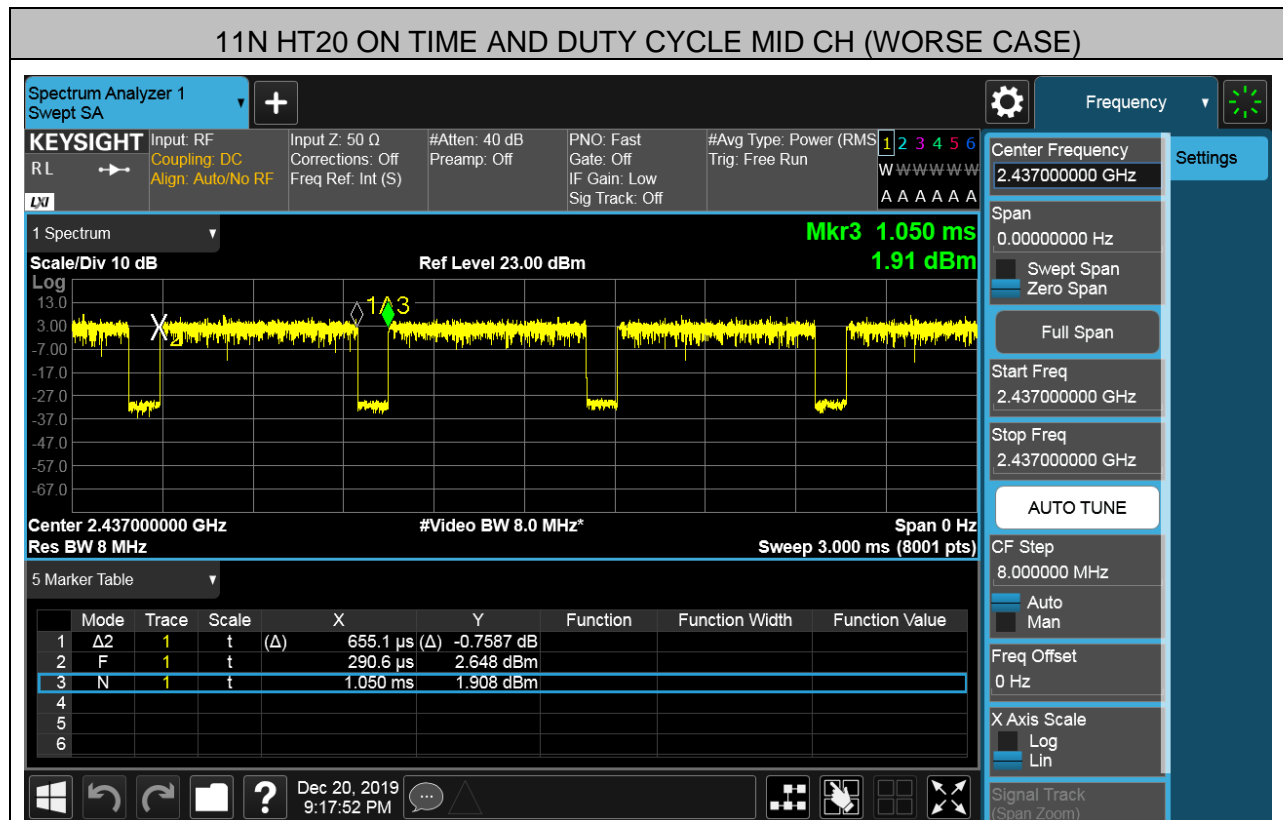 11N HT20 ON TIME AND DUTY CYCLE MID CH (WORSE CASE)
Spectrum Analyzer 1
Swept SA
Frequency
KEYSIGHT
RL
LXI
Input: RF
Coupling: DC
Align: Auto/No RF
Input Z: 50 Ω
Corrections: Off
Freq Ref: Int (S)
#Atten: 40 dB
Preamp: Off
PNO: Fast
Gate: Off
IF Gain: Low
Sig Track: Off
#Avg Type: Power (RMS
Trig: Free Run
1 2 3 4 5 6
W W W W W W
A A A A A A
1 Spectrum
Mkr3 1.050 ms
Scale/Div 10 dB
Ref Level 23.00 dBm
1.91 dBm
Log
13.0
3.00
-7.00
-17.0
-27.0
-37.0
-47.0
-57.0
-67.0
X
2
1Δ3
Center 2.437000000 GHz
#Video BW 8.0 MHz*
Span 0 Hz
Res BW 8 MHz
Sweep 3.000 ms (8001 pts)
5 Marker Table
Mode Trace Scale X Y Function Function Width Function Value
1 Δ2 1 t (Δ) 655.1 µs (Δ) -0.7587 dB
2 F 1 t 290.6 µs 2.648 dBm
3 N 1 t 1.050 ms 1.908 dBm
4
5
6
?
Dec 20, 2019
9:17:52 PM
Center Frequency
2.437000000 GHz
Settings
Span
0.00000000 Hz
Swept Span
Zero Span
Full Span
Start Freq
2.437000000 GHz
Stop Freq
2.437000000 GHz
AUTO TUNE
CF Step
8.000000 MHz
Auto
Man
Freq Offset
0 Hz
X Axis Scale
Log
Lin
Signal Track
(Span Zoom)